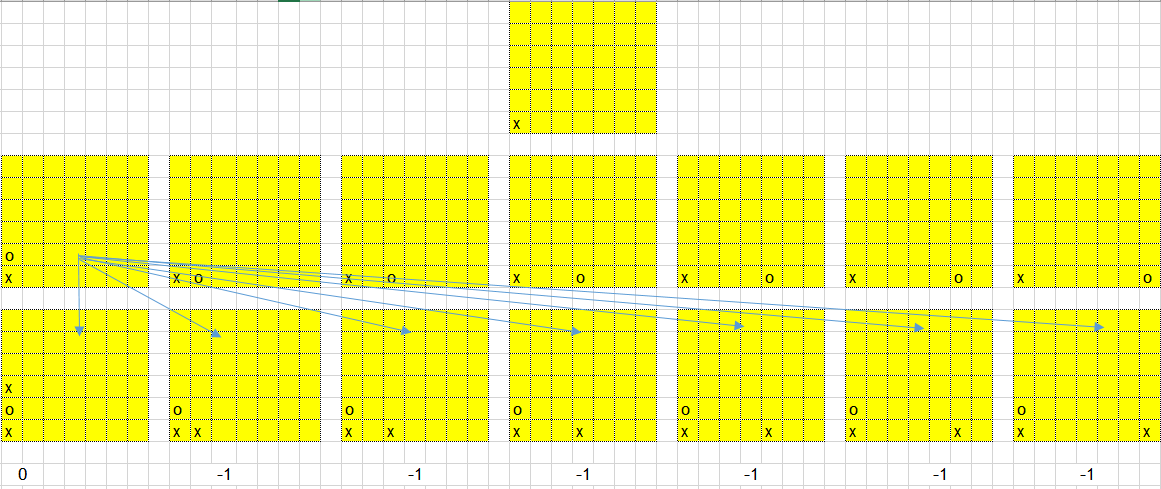 x
o
x x o x o x o x o x o x o
x
o o o o o o o
x x x x x x x x x x x x x
0 -1 -1 -1 -1 -1 -1